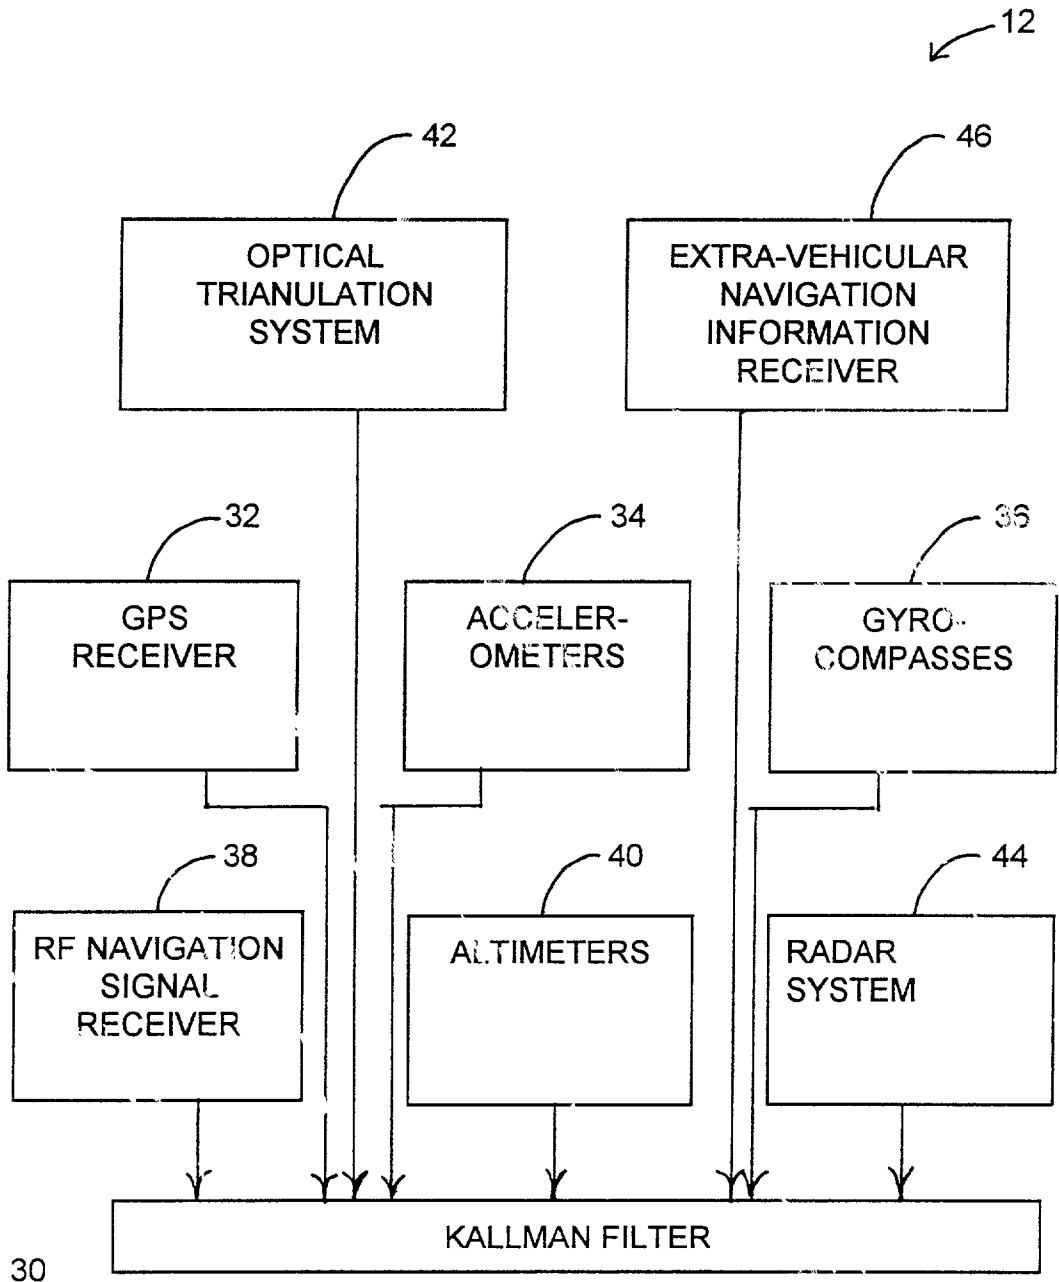 12
42
46
OPTICAL
TRIANULATION
SYSTEM
EXTRA-VEHICULAR
NAVIGATION
INFORMATION
RECEIVER
32
34
36
GPS
RECEIVER
ACCELER-
OMETERS
GYRO-
COMPASSES
38
40
44
RF NAVIGATION
SIGNAL
RECEIVER
ALTIMETERS
RADAR
SYSTEM
KALLMAN FILTER
30